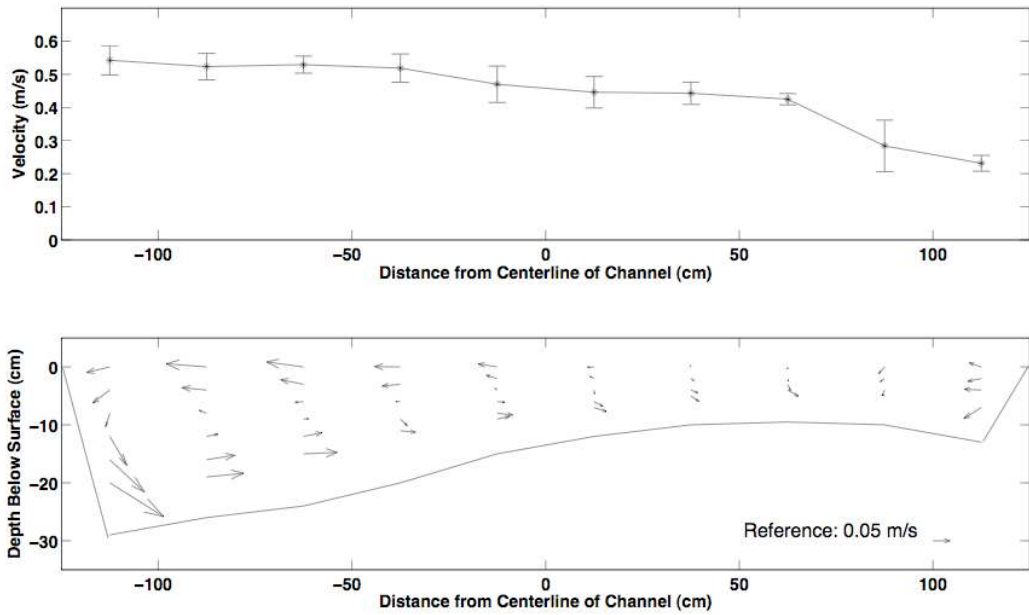 0.6
0.5
0.4
0.3
0.2
0.1
0
Velocity (m/s)
−100 −50 0 50 100
Distance from Centerline of Channel (cm)
0
−10
−20
−30
Depth Below Surface (cm)
Reference: 0.05 m/s
−100 −50 0 50 100
Distance from Centerline of Channel (cm)